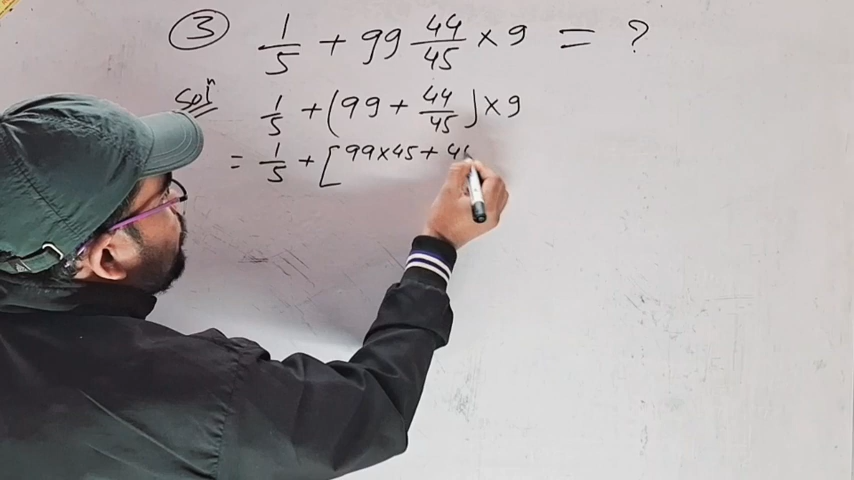 ③ 1/5 + 99 44/45 × 9 = ?
Solⁿ 1/5 + (99 + 44/45) × 9
= 1/5 + [99×45 + 44